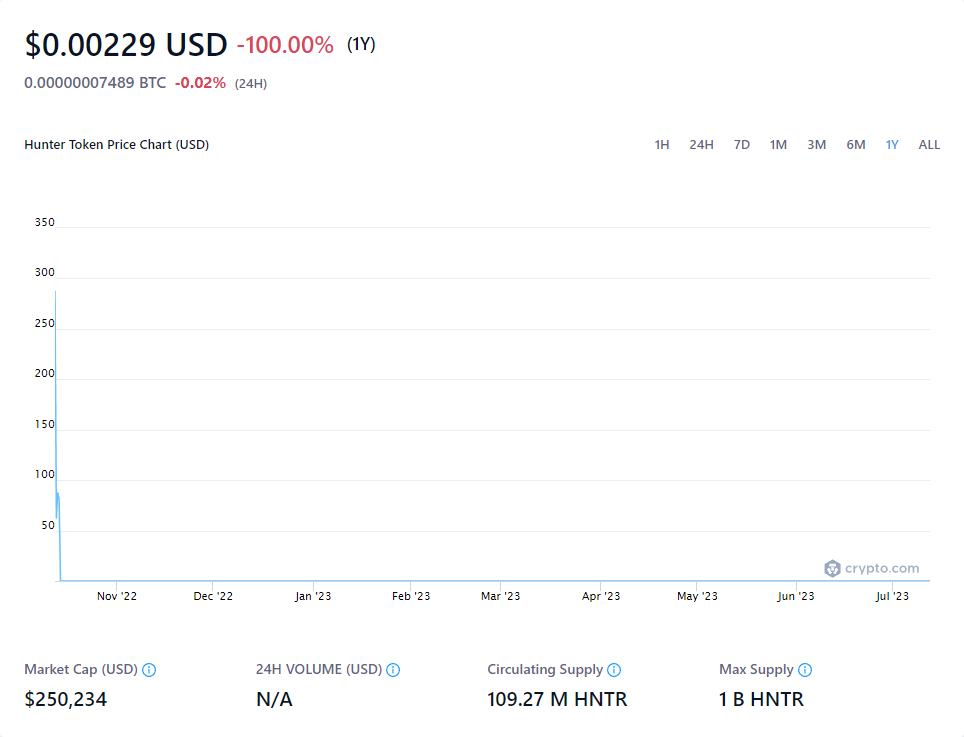 $0.00229 USD -100.00% (1Y)
0.00000007489 BTC -0.02% (24H)
Hunter Token Price Chart (USD) 1H 24H 7D 1M 3M 6M 1Y ALL
350
300
250
200
150
100
50
crypto.com
Nov '22 Dec '22 Jan '23 Feb '23 Mar '23 Apr '23 May '23 Jun '23 Jul '23
Market Cap (USD) 24H VOLUME (USD) Circulating Supply Max Supply
$250,234 N/A 109.27 M HNTR 1 B HNTR